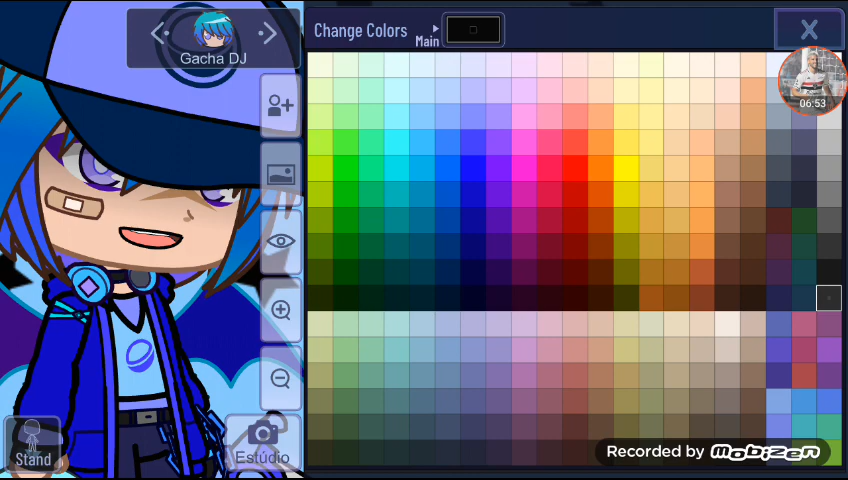 Gacha DJ
Change Colors
Main
X
06:53
Stand
Estúdio
Recorded by Mobizen